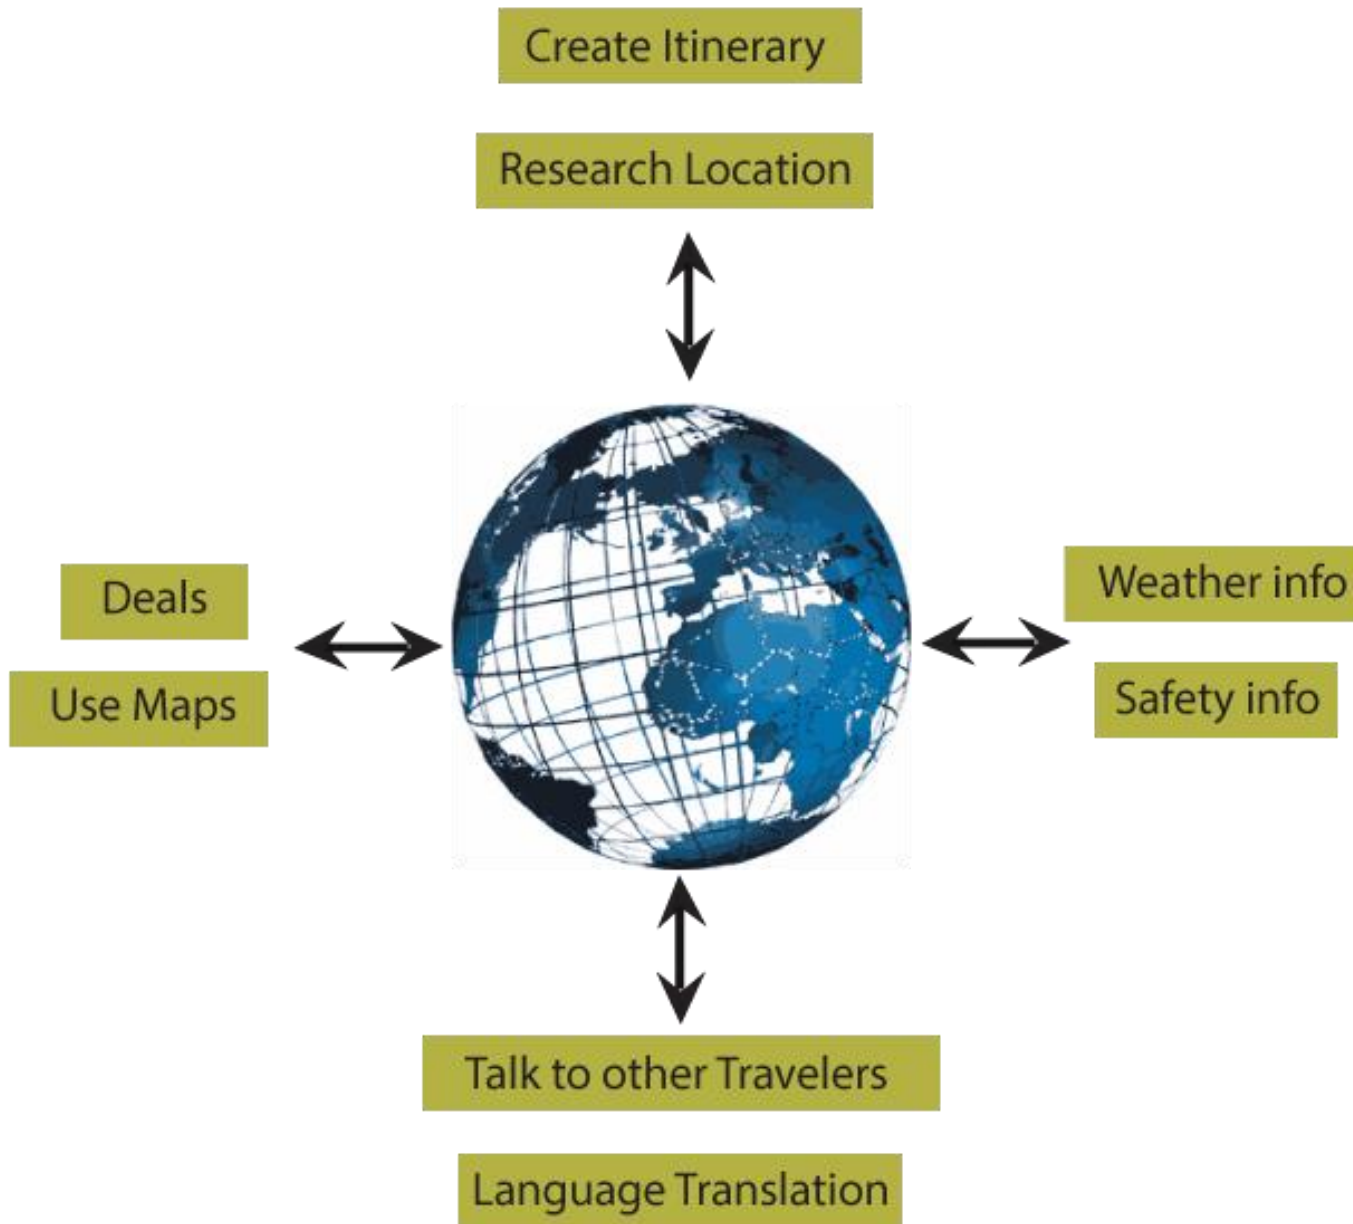 Create Itinerary
Research Location
Deals
Use Maps
Weather info
Safety info
Talk to other Travelers
Language Translation